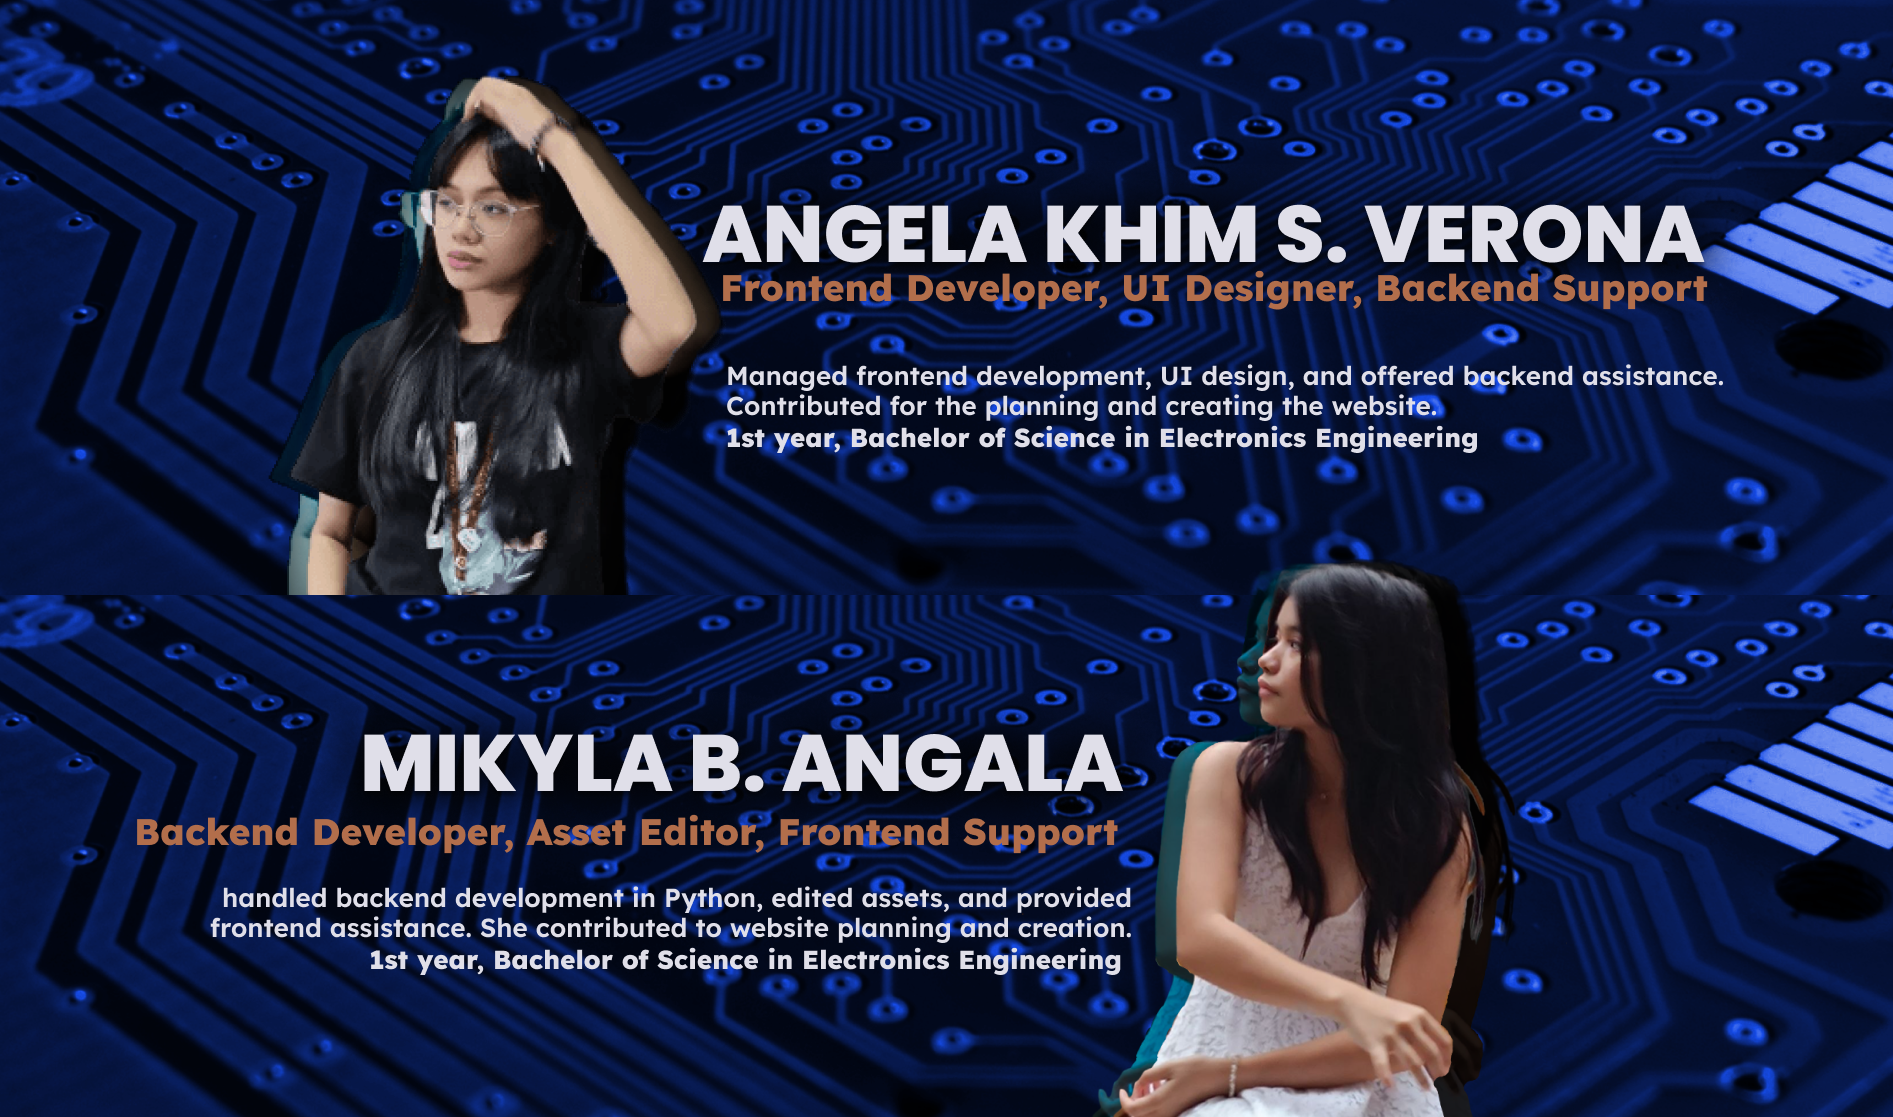 ANGELA KHIM S. VERONA
Frontend Developer, UI Designer, Backend Support
Managed frontend development, UI design, and offered backend assistance.
Contributed for the planning and creating the website.
1st year, Bachelor of Science in Electronics Engineering
MIKYLA B. ANGALA
Backend Developer, Asset Editor, Frontend Support
handled backend development in Python, edited assets, and provided
frontend assistance. She contributed to website planning and creation.
1st year, Bachelor of Science in Electronics Engineering